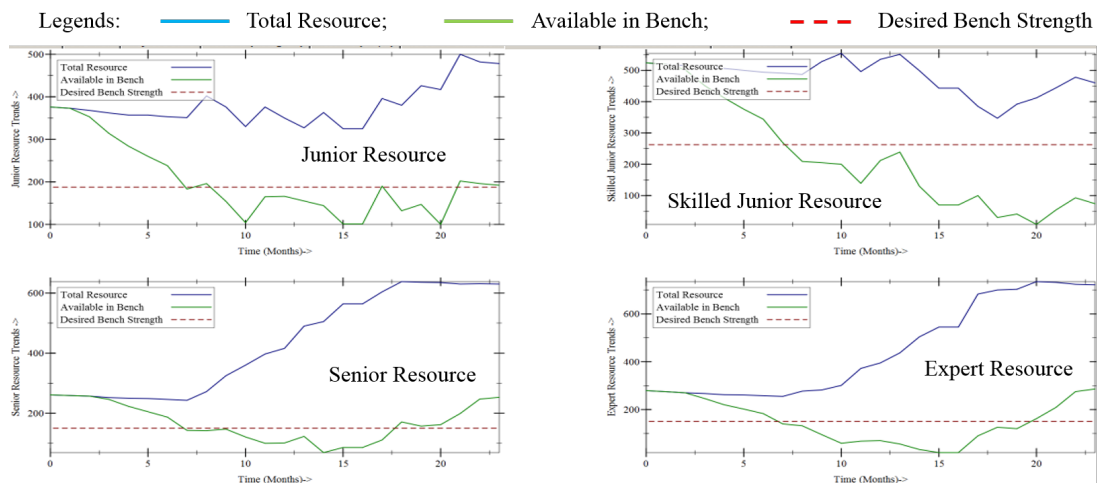 Legends: Total Resource; Available in Bench; Desired Bench Strength
500
400
300
200
100
Junior Resource Trends ->
Total Resource
Available in Bench
Desired Bench Strength
Junior Resource
0 5 10 15 20
Time (Months)->
500
400
300
200
100
Skilled Junior Resource Trends ->
Total Resource
Available in Bench
Desired Bench Strength
Skilled Junior Resource
0 5 10 15 20
Time (Months)->
600
400
200
Senior Resource Trends ->
Total Resource
Available in Bench
Desired Bench Strength
Senior Resource
0 5 10 15 20
Time (Months)->
600
400
200
Expert Resource Trends ->
Total Resource
Available in Bench
Desired Bench Strength
Expert Resource
0 5 10 15 20
Time (Months)->